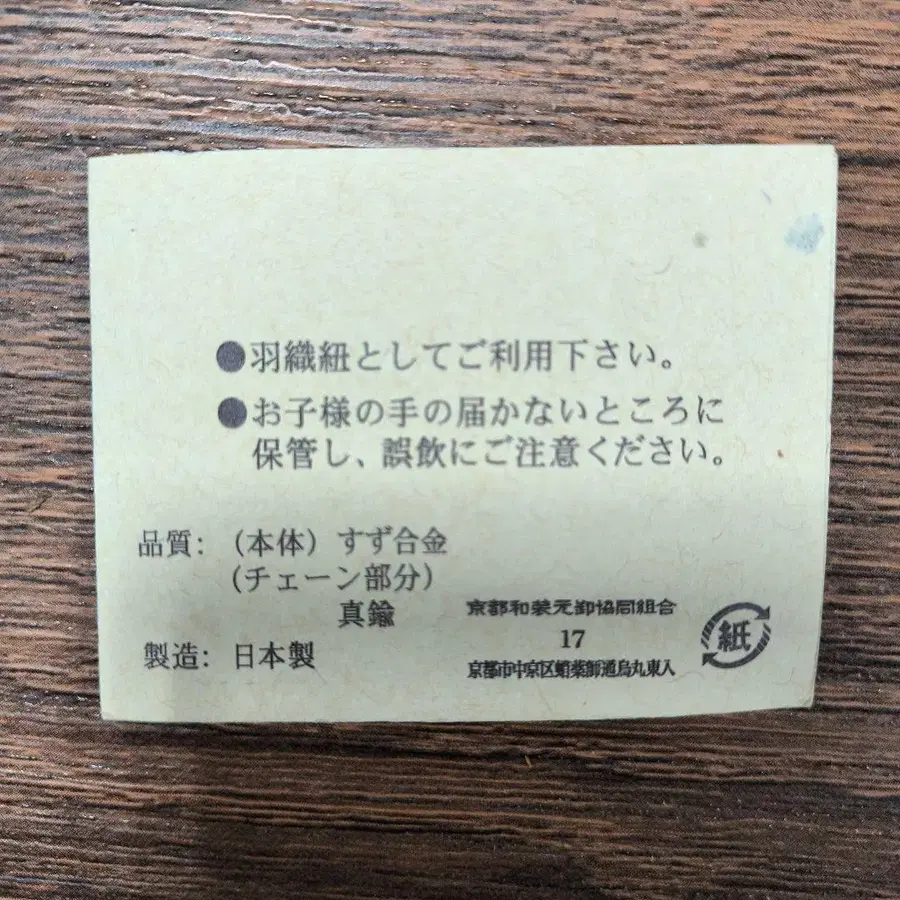 ●羽織紐としてご利用下さい。
●お子様の手の届かないところに
保管し、誤飲にご注意ください。
品質: （本体）すず合金
（チェーン部分）
真鍮
製造: 日本製
京都和装元卸協同組合
17
京都市中京区蛸薬師通烏丸東入
紙